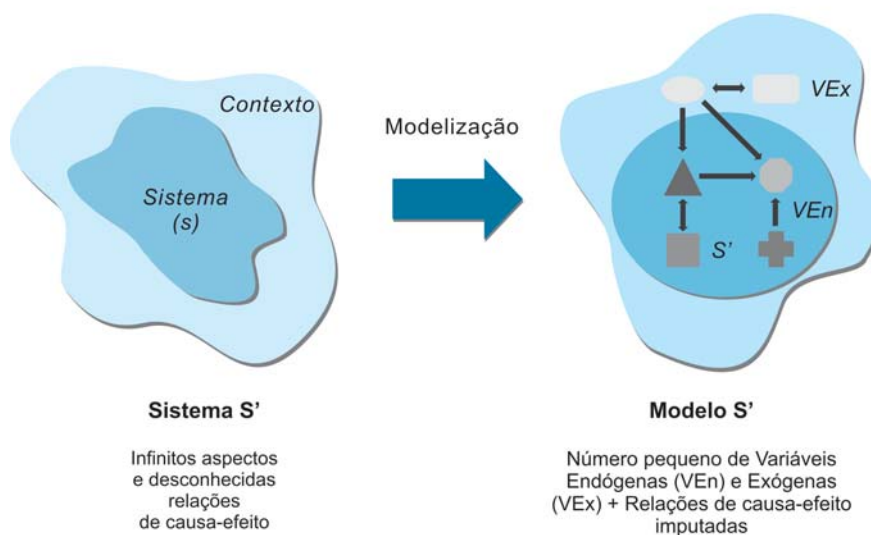 Contexto
Sistema
(s)
Modelização
VEx
VEn
S’
Sistema S’
Infinitos aspectos
e desconhecidas
relações
de causa-efeito
Modelo S’
Número pequeno de Variáveis
Endógenas (VEn) e Exógenas
(VEx) + Relações de causa-efeito
imputadas